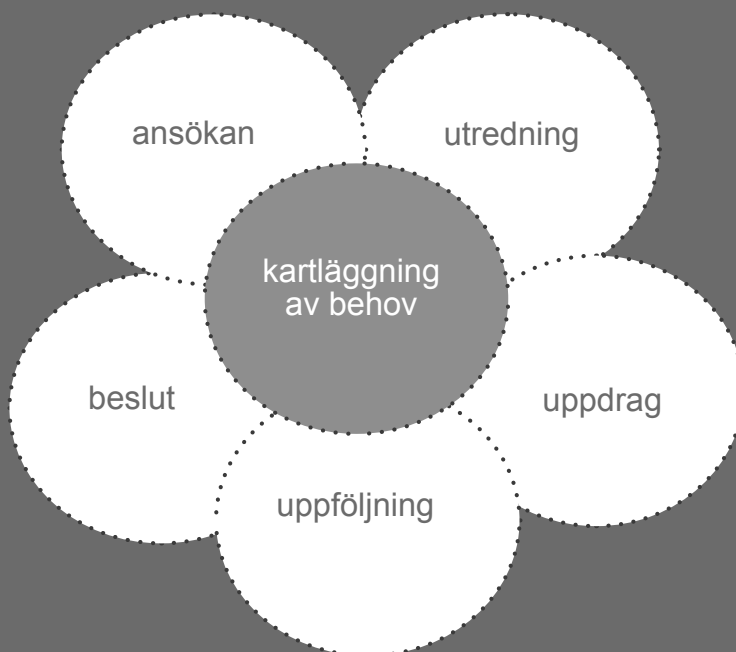 ansökan
utredning
kartläggning
av behov
beslut
uppdrag
uppföljning